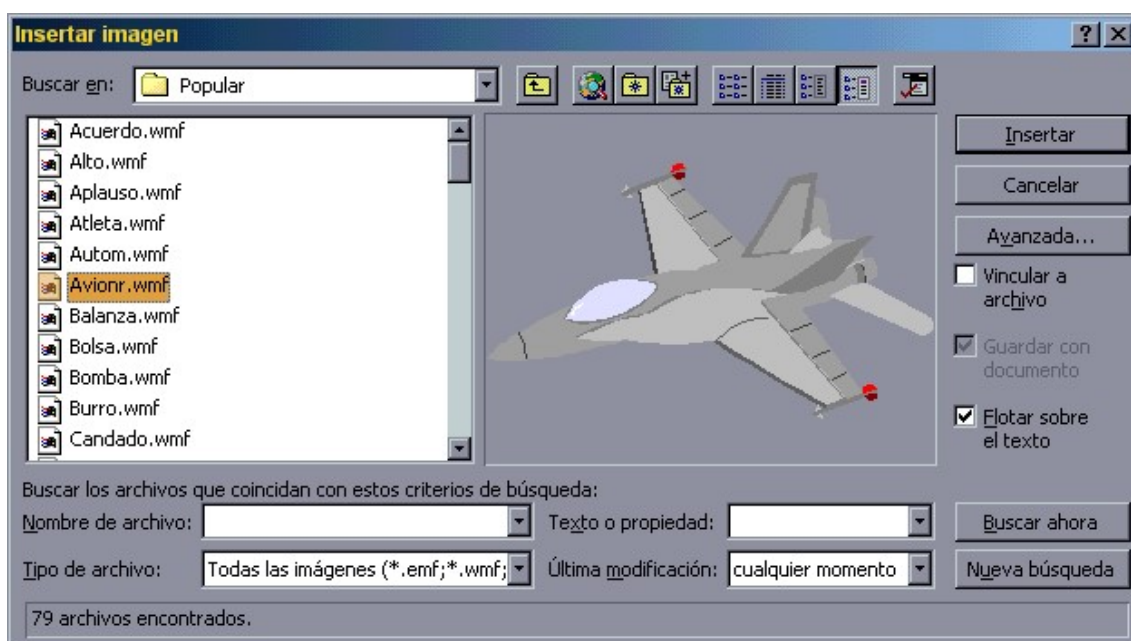 Insertar imagen
Buscar en: Popular
Acuerdo.wmf
Alto.wmf
Aplauso.wmf
Atleta.wmf
Autom.wmf
Avionr.wmf
Balanza.wmf
Bolsa.wmf
Bomba.wmf
Burro.wmf
Candado.wmf
Insertar
Cancelar
Avanzada...
Vincular a
archivo
Guardar con
documento
Flotar sobre
el texto
Buscar los archivos que coincidan con estos criterios de búsqueda:
Nombre de archivo: Texto o propiedad: Buscar ahora
Tipo de archivo: Todas las imágenes (*.emf;*.wmf; Última modificación: cualquier momento Nueva búsqueda
79 archivos encontrados.